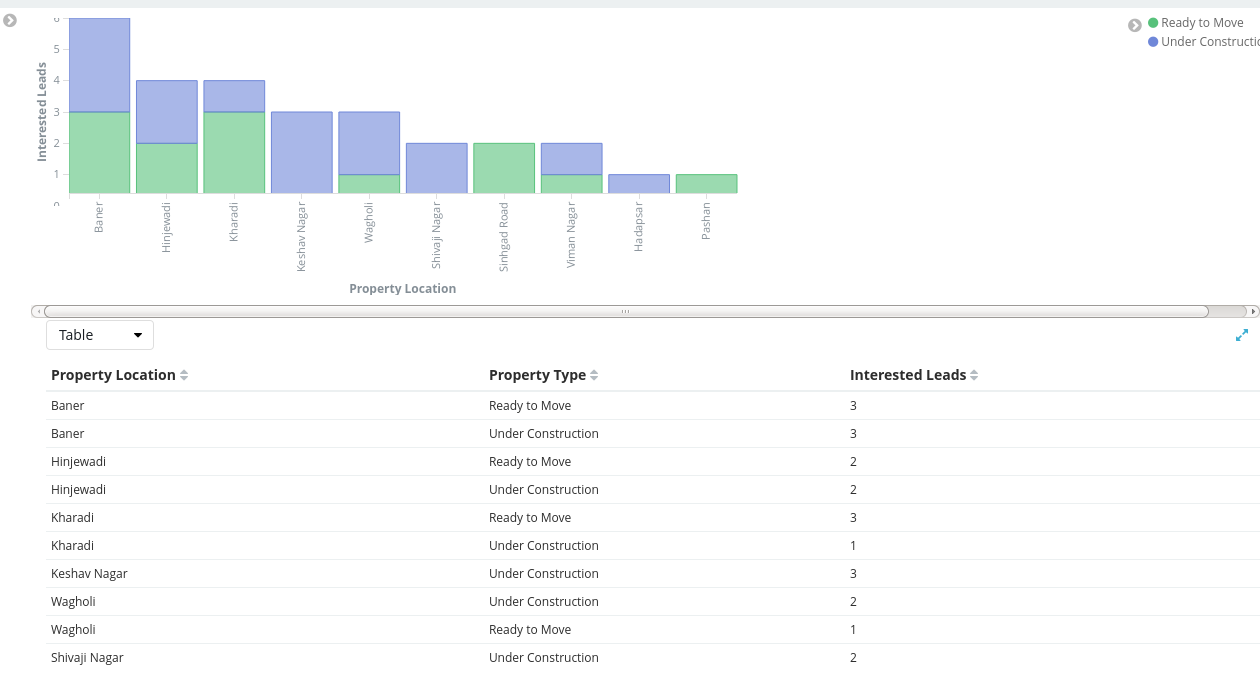 Ready to Move
Under Constructio
Interested Leads
6
5
4
3
2
1
0
Baner
Hinjewadi
Kharadi
Keshav Nagar
Wagholi
Shivaji Nagar
Sinhgad Road
Viman Nagar
Hadapsar
Pashan
Property Location
Table
Property Location Property Type Interested Leads
Baner Ready to Move 3
Baner Under Construction 3
Hinjewadi Ready to Move 2
Hinjewadi Under Construction 2
Kharadi Ready to Move 3
Kharadi Under Construction 1
Keshav Nagar Under Construction 3
Wagholi Under Construction 2
Wagholi Ready to Move 1
Shivaji Nagar Under Construction 2